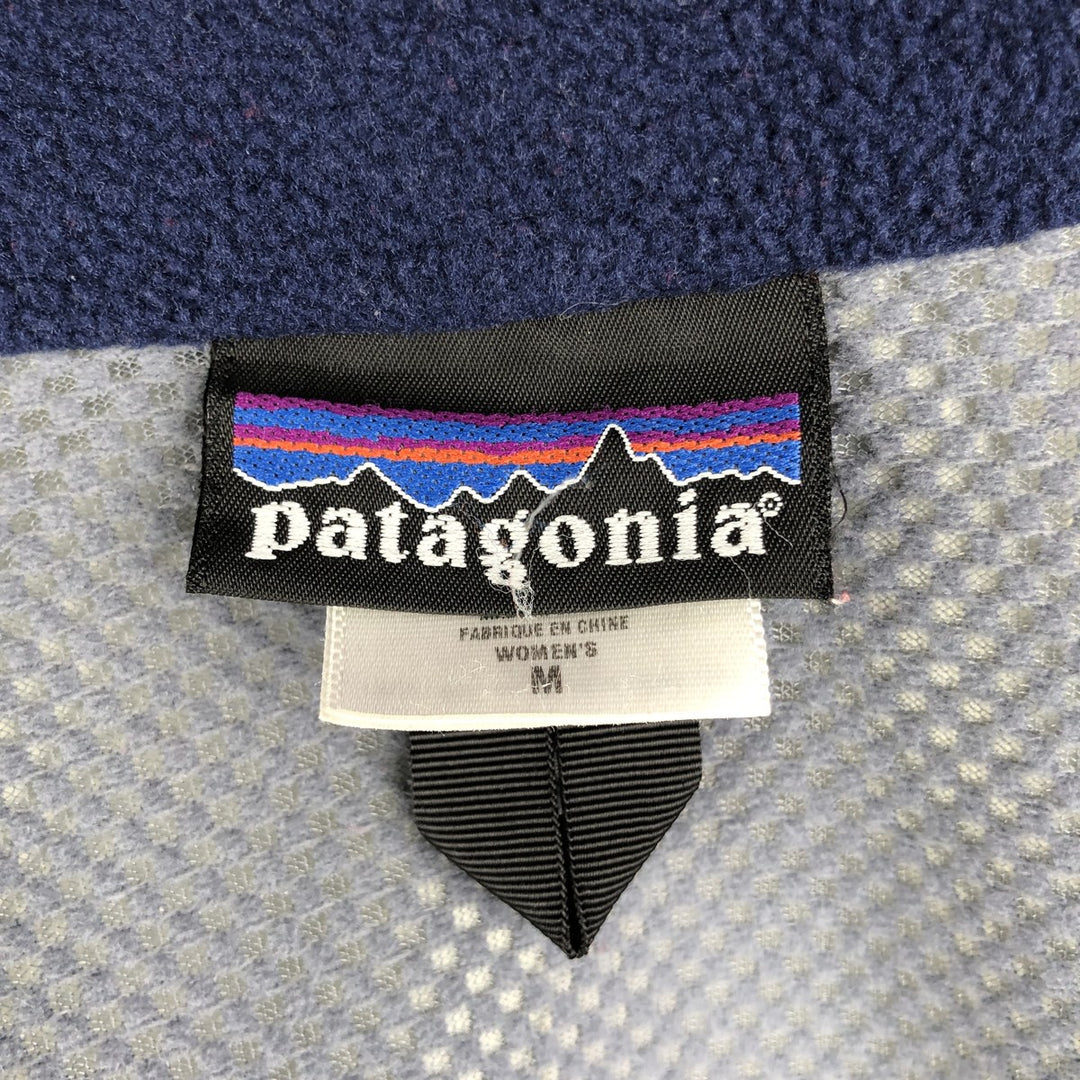 patagonia®
FABRIQUE EN CHINE
WOMEN'S
M